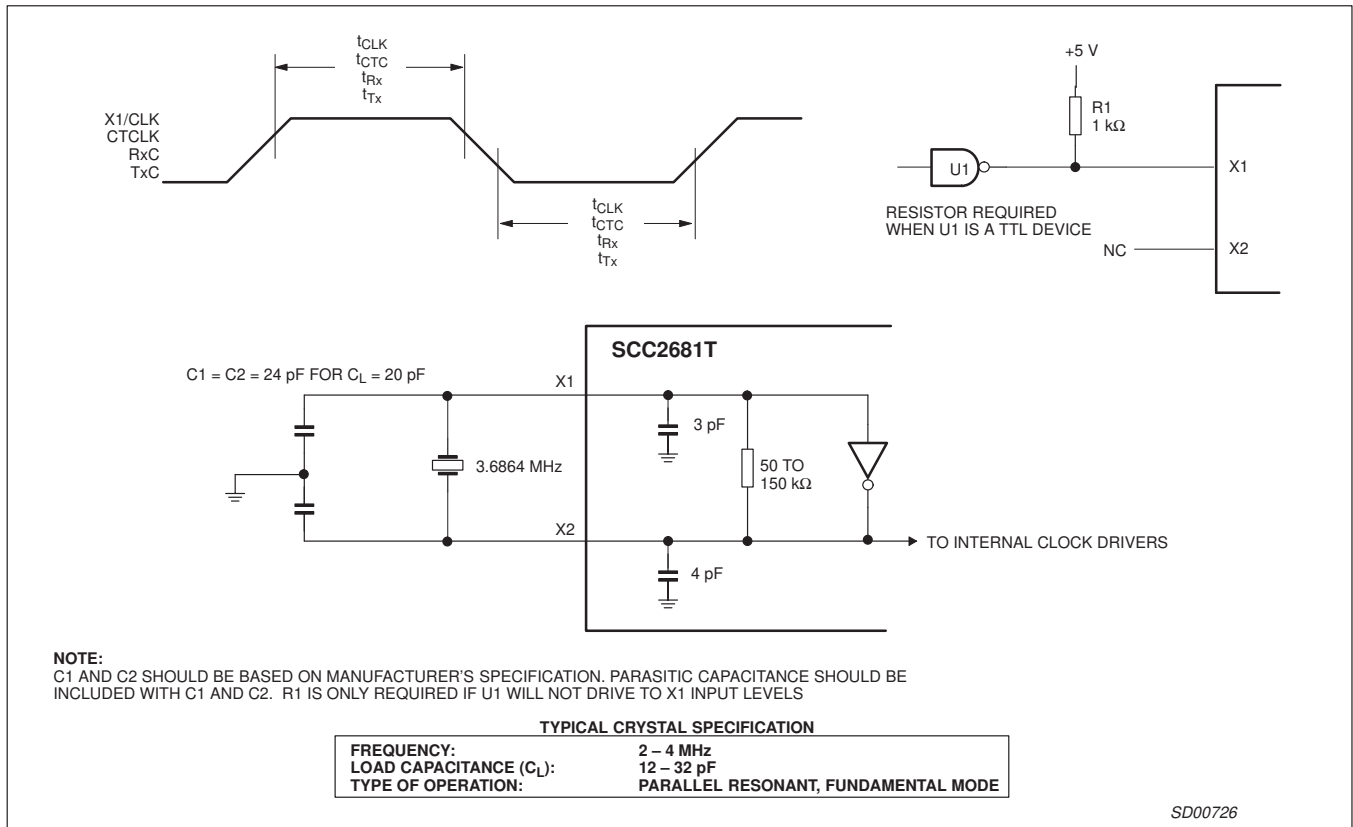 tCLK
tCTC
tRx
tTx
X1/CLK
CTCLK
RxC
TxC
tCLK
tCTC
tRx
tTx
+5 V
R1
1 kΩ
U1
X1
RESISTOR REQUIRED
WHEN U1 IS A TTL DEVICE
NC
X2
SCC2681T
C1 = C2 = 24 pF FOR CL = 20 pF
X1
3 pF
3.6864 MHz
50 TO
150 kΩ
X2
TO INTERNAL CLOCK DRIVERS
4 pF
NOTE:
C1 AND C2 SHOULD BE BASED ON MANUFACTURER'S SPECIFICATION. PARASITIC CAPACITANCE SHOULD BE
INCLUDED WITH C1 AND C2. R1 IS ONLY REQUIRED IF U1 WILL NOT DRIVE TO X1 INPUT LEVELS
TYPICAL CRYSTAL SPECIFICATION
FREQUENCY: 2 – 4 MHz
LOAD CAPACITANCE (CL): 12 – 32 pF
TYPE OF OPERATION: PARALLEL RESONANT, FUNDAMENTAL MODE
SD00726